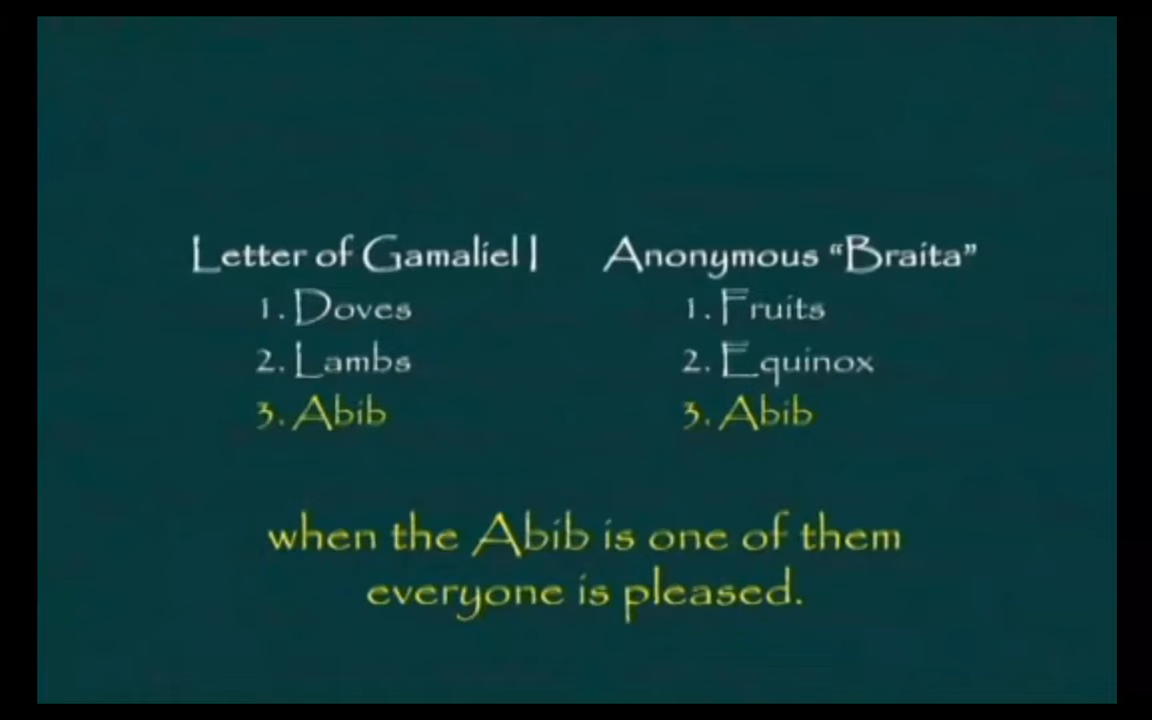 Letter of Gamaliel I
1. Doves
2. Lambs
3. Abib
Anonymous “Braita”
1. Fruits
2. Equinox
3. Abib
when the Abib is one of them
everyone is pleased.